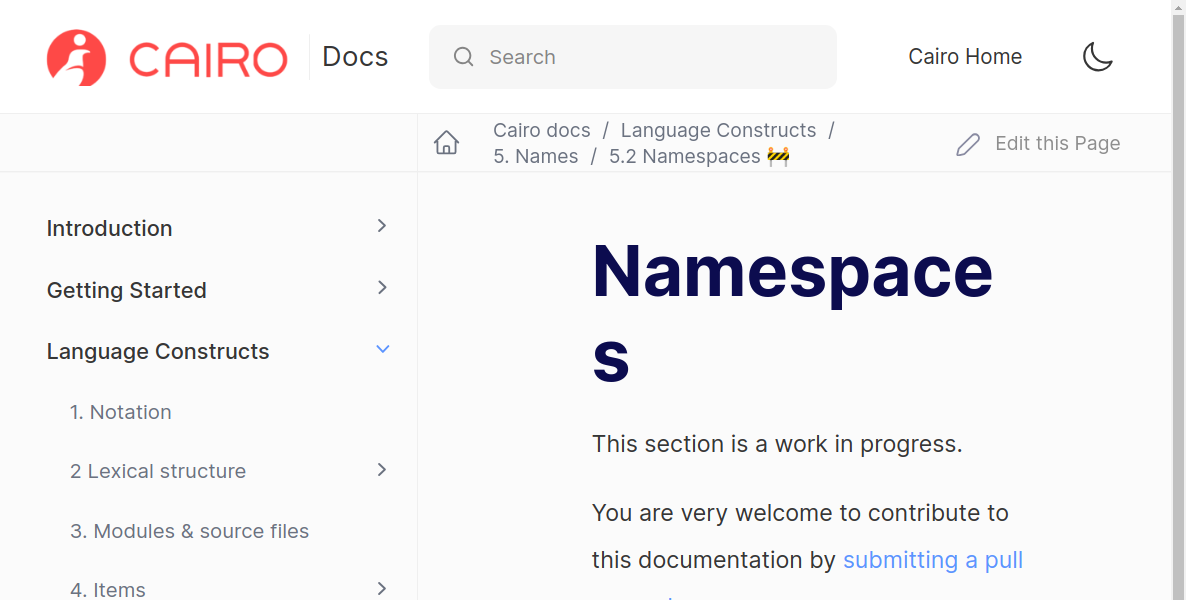 CAIRO Docs
Search
Cairo Home
Cairo docs / Language Constructs /
5. Names / 5.2 Namespaces 🚧
Edit this Page
Introduction
Getting Started
Language Constructs
1. Notation
2 Lexical structure
3. Modules & source files
4. Items
Namespace
s
This section is a work in progress.
You are very welcome to contribute to
this documentation by submitting a pull